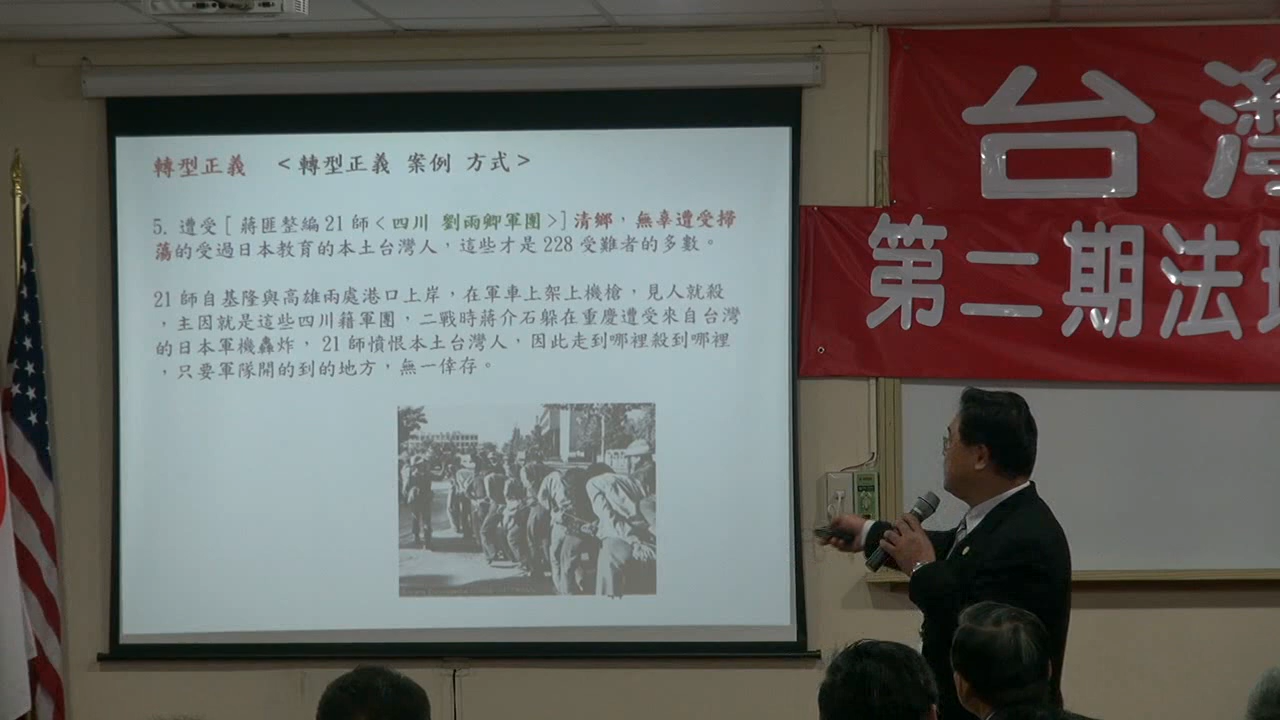 轉型正義 <轉型正義 案例 方式>
5. 遭受[蔣匪整編21師<四川 劉雨卿軍團>]清鄉，無辜遭受掃
蕩的受過日本教育的本土台灣人，這些才是228受難者的多數。
21師自基隆與高雄兩處港口上岸，在軍車上架上機槍，見人就殺
，主因就是這些四川籍軍團，二戰時蔣介石躲在重慶遭受來自台灣
的日本軍機轟炸，21師憤恨本土台灣人，因此走到哪裡殺到哪裡
，只要軍隊開的到的地方，無一倖存。
台灣
第二期法理